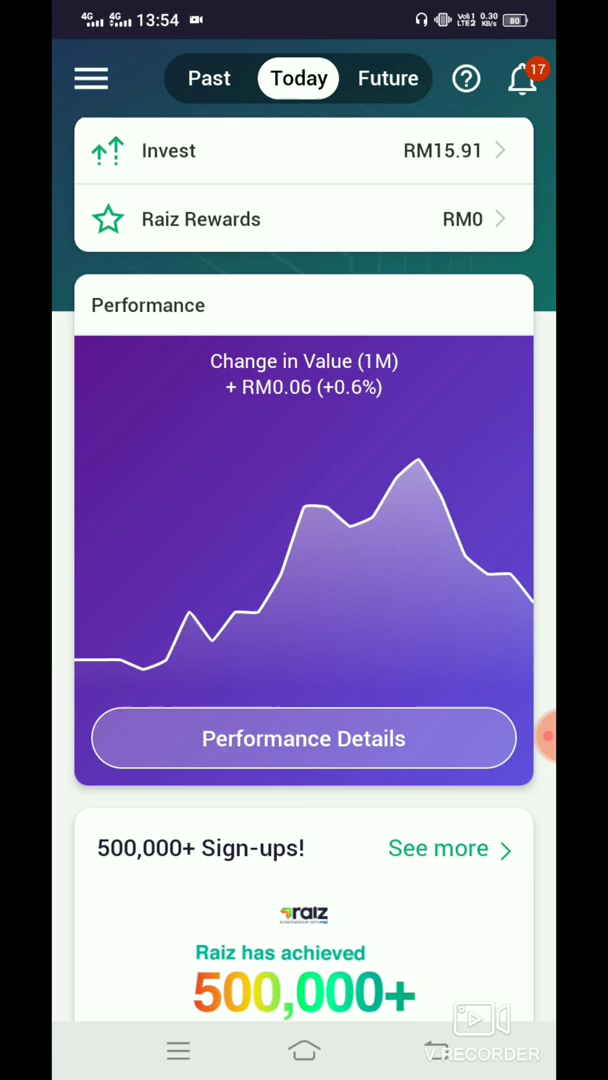 4G 4G 13:54 Vo))1 LTE2 0.30 KB/s 80
Past Today Future ? 17
Invest RM15.91
Raiz Rewards RM0
Performance
Change in Value (1M)
+ RM0.06 (+0.6%)
Performance Details
500,000+ Sign-ups! See more
raiz
Raiz has achieved
500,000+
V.RECORDER